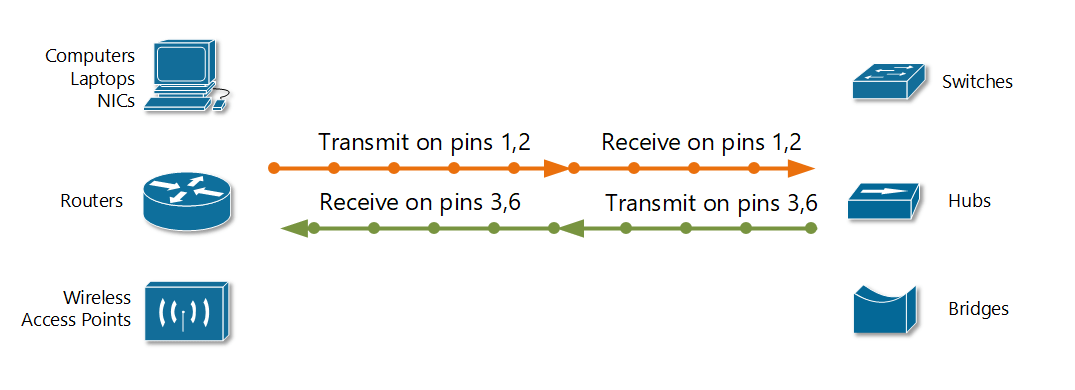 Computers
Laptops
NICs
Switches
Transmit on pins 1,2
Receive on pins 1,2
Routers
Receive on pins 3,6
Transmit on pins 3,6
Hubs
Wireless
Access Points
Bridges